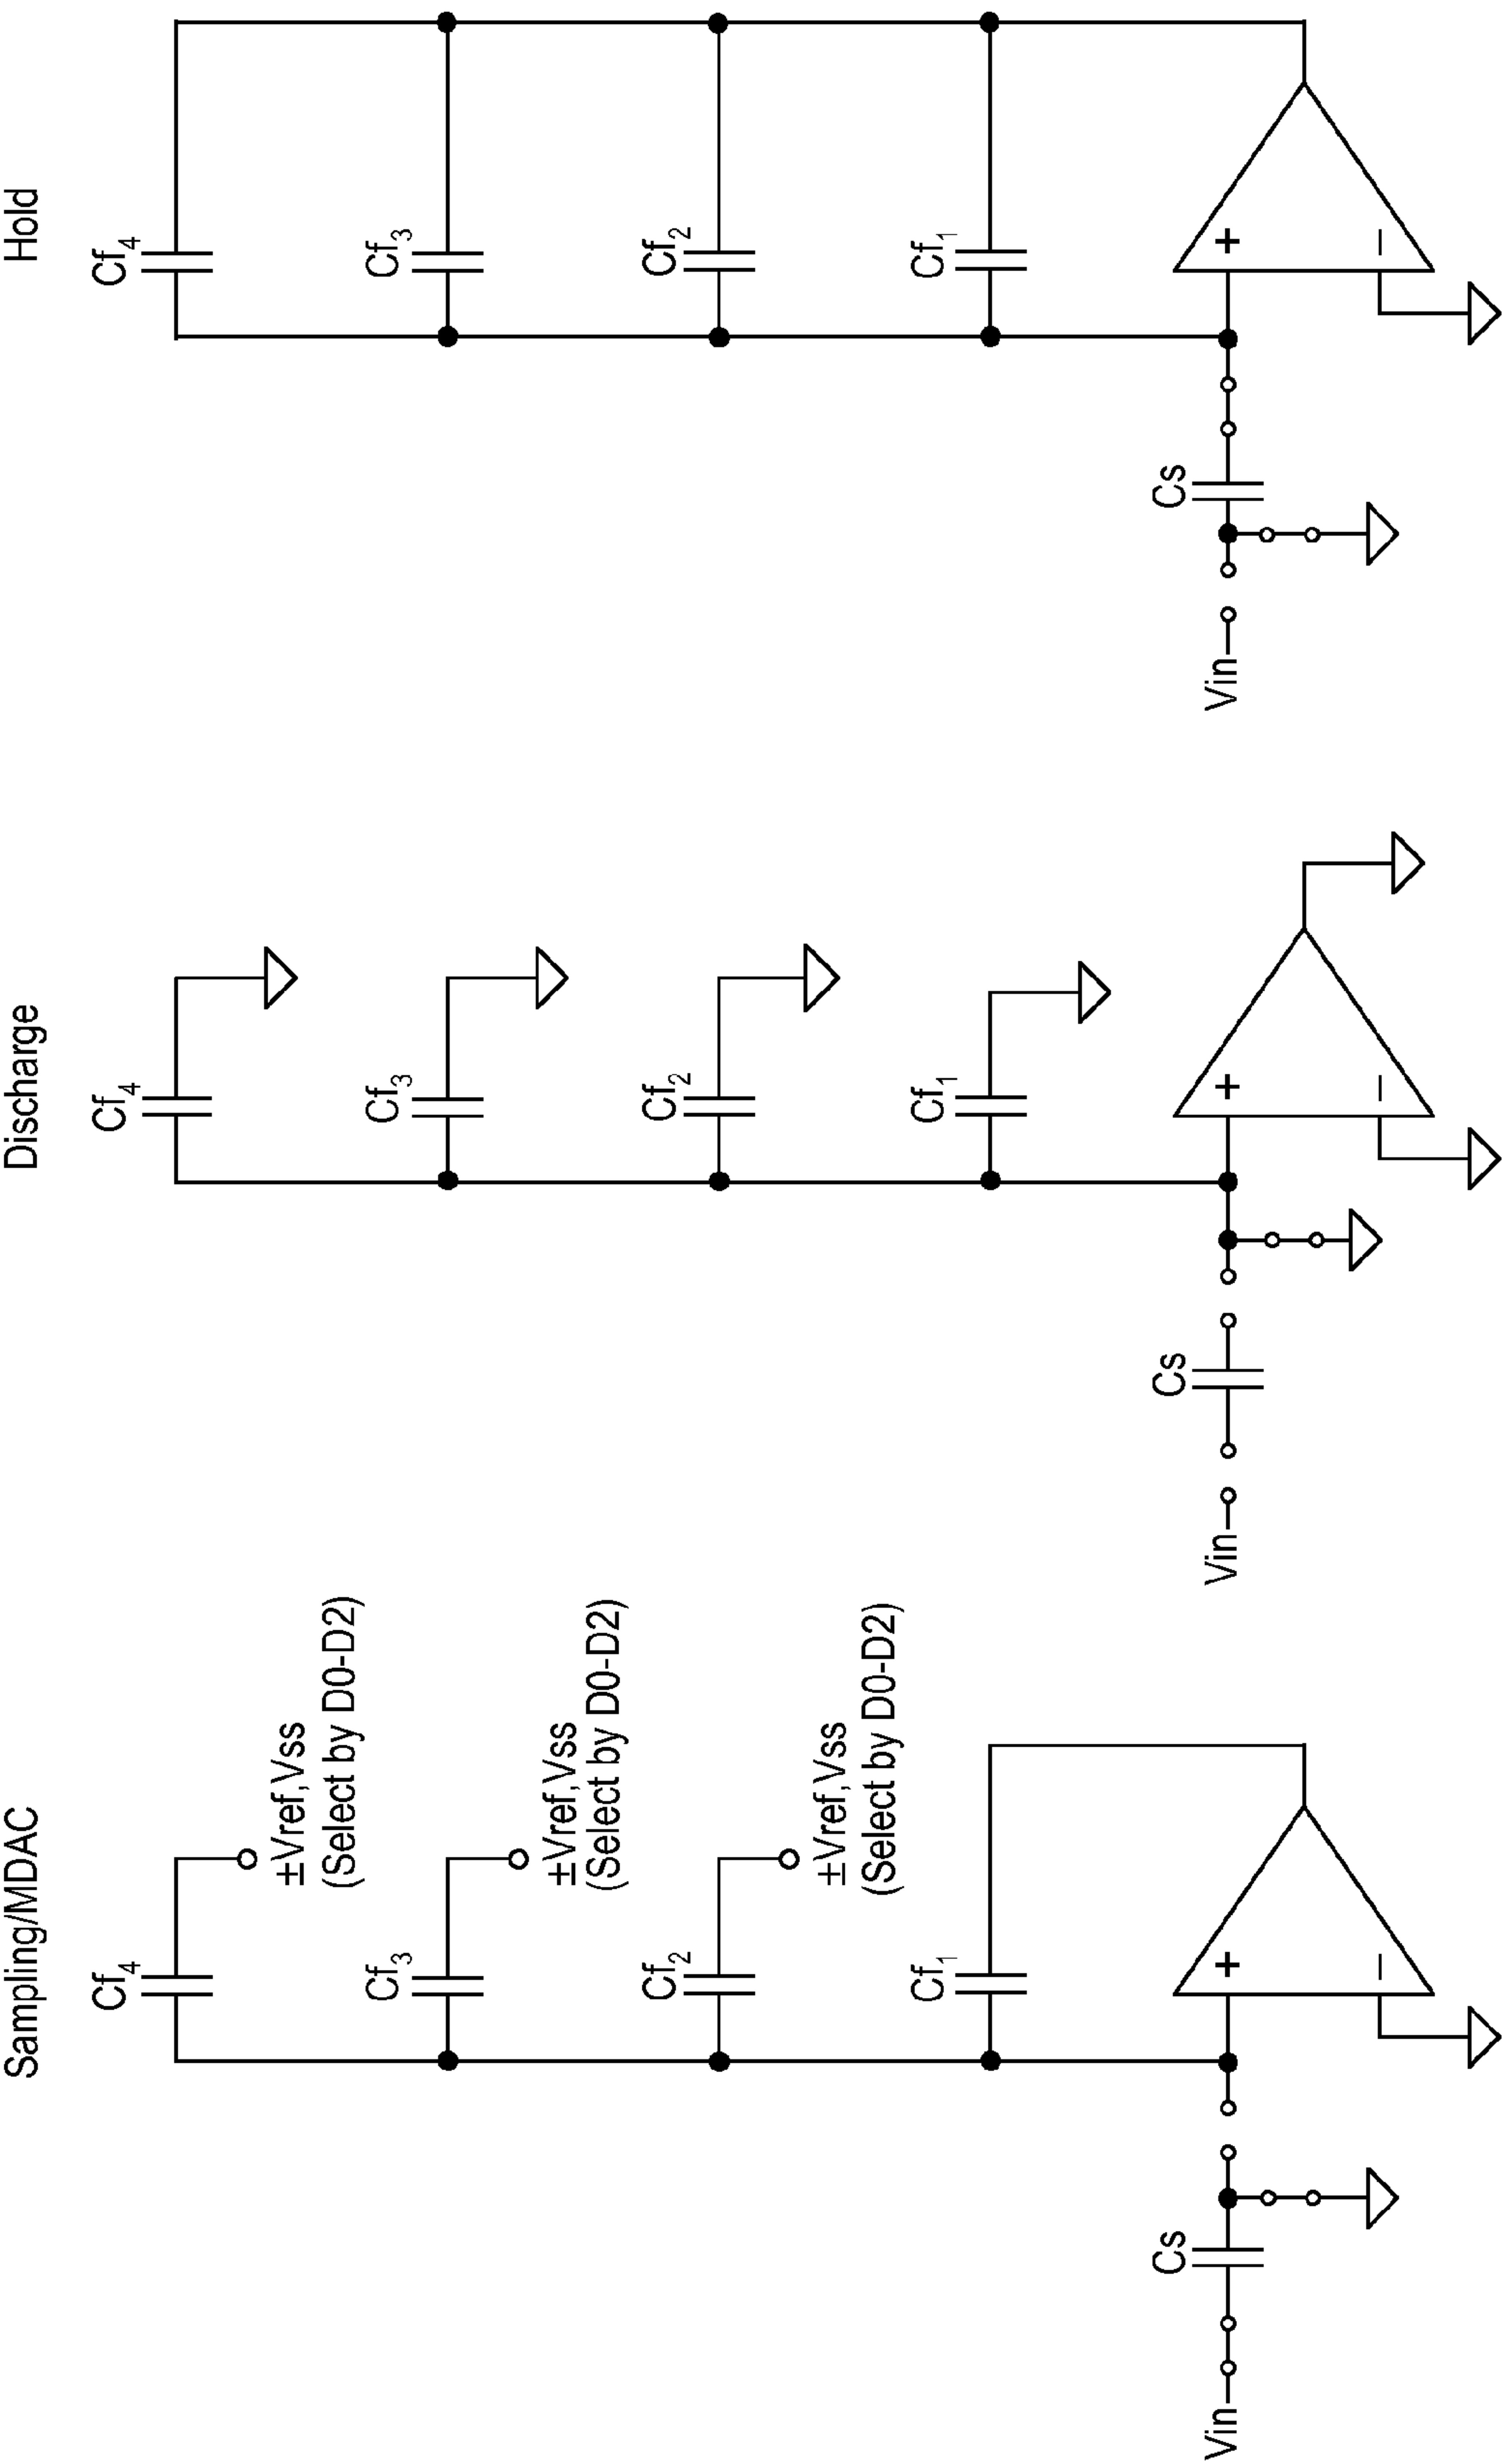 Sampling/MDAC
Cf4
±Vref,Vss
(Select by D0-D2)
Cf3
±Vref,Vss
(Select by D0-D2)
Cf2
±Vref,Vss
(Select by D0-D2)
Cf1
Vin
Cs
+
−
Discharge
Cf4
Cf3
Cf2
Cf1
Vin
Cs
+
−
Hold
Cf4
Cf3
Cf2
Cf1
Vin
Cs
+
−